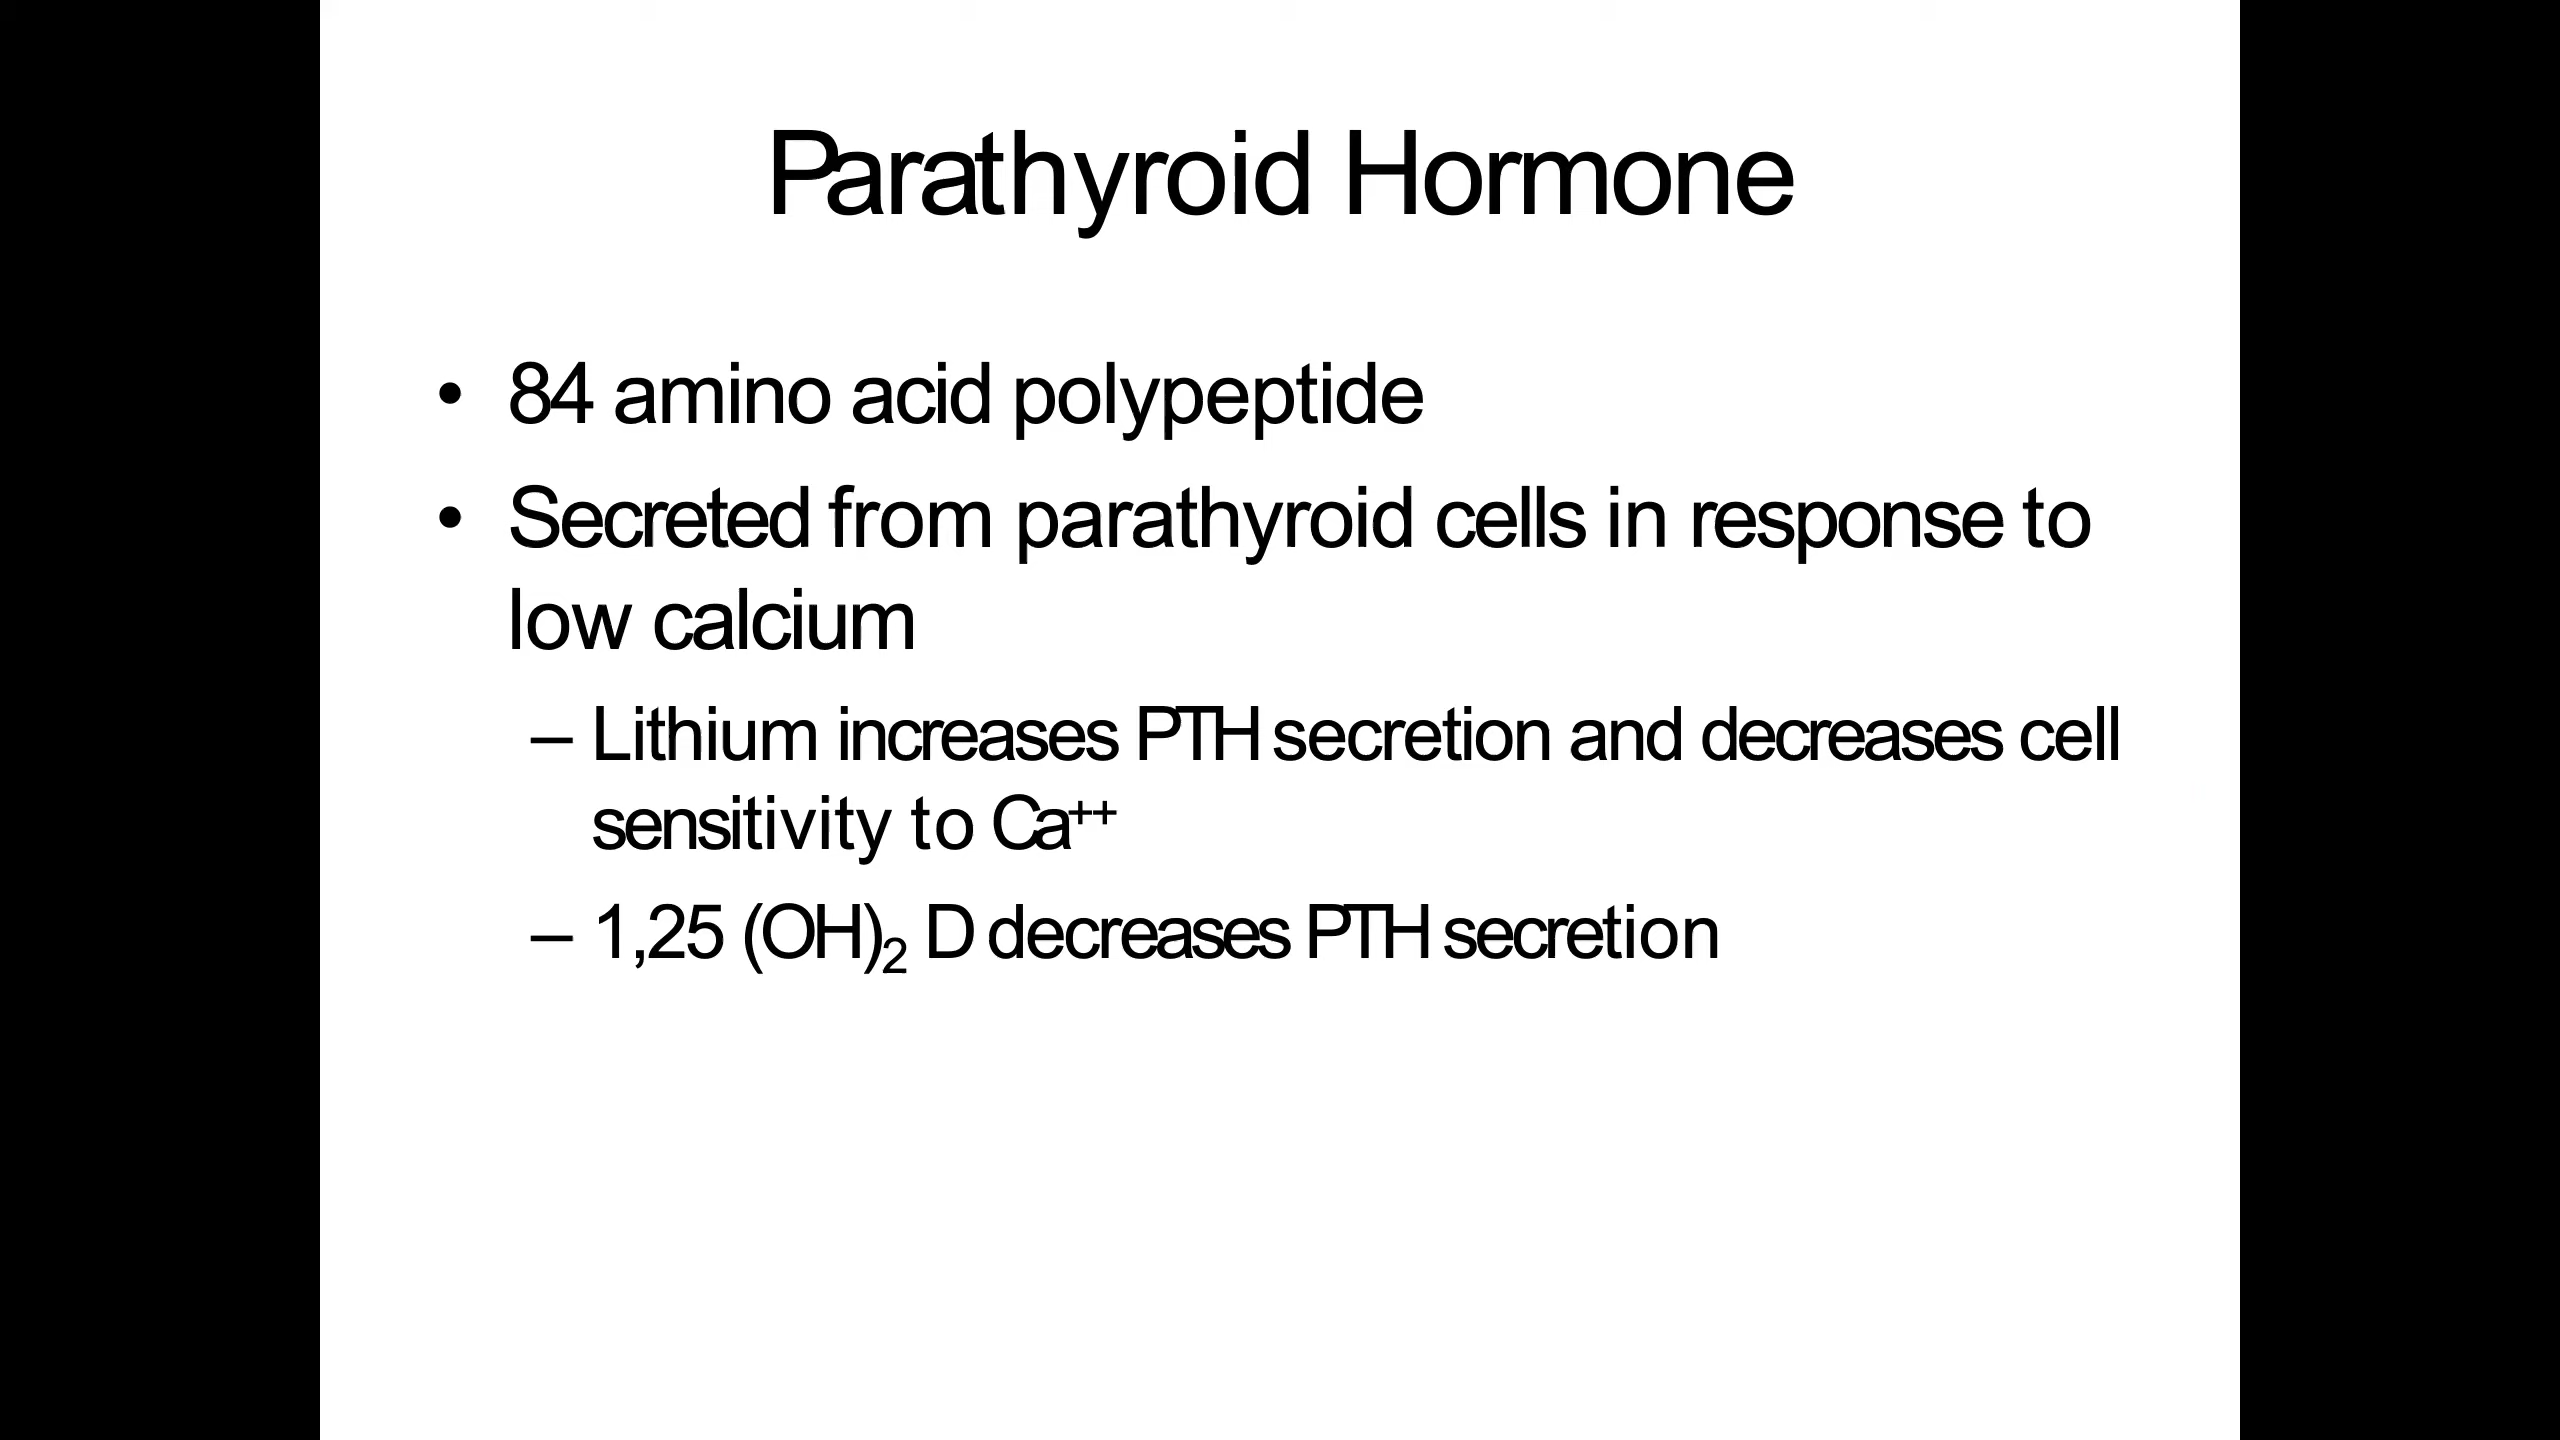 Parathyroid Hormone
• 84 amino acid polypeptide
• Secreted from parathyroid cells in response to
low calcium
– Lithium increases PTH secretion and decreases cell
sensitivity to Ca⁺⁺
– 1,25 (OH)₂ D decreases PTH secretion